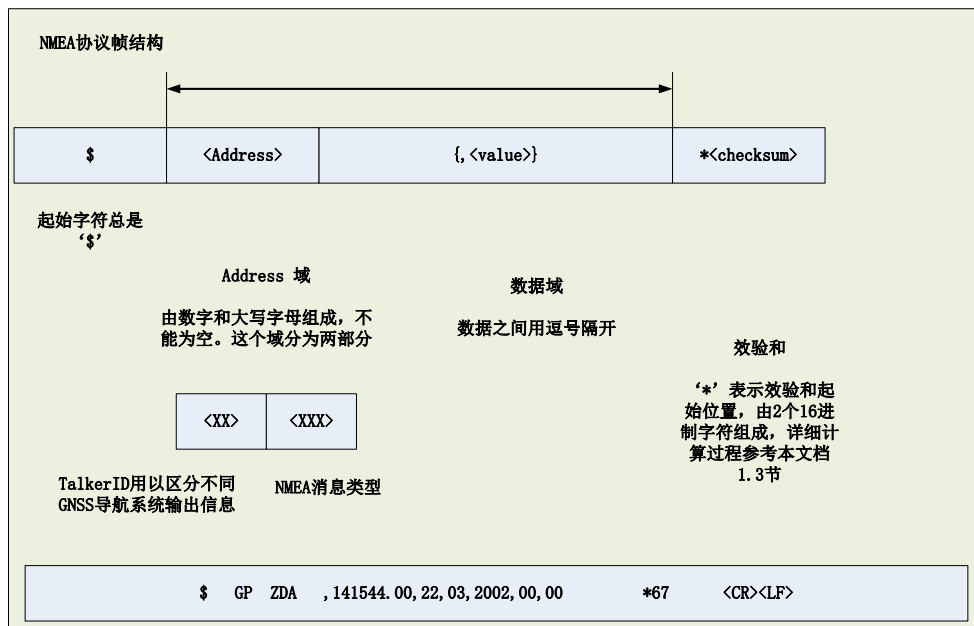 NMEA协议帧结构
$
<Address>
{,<value>}
*<checksum>
起始字符总是
‘$’
Address 域
由数字和大写字母组成，不
能为空。这个域分为两部分
数据域
数据之间用逗号隔开
效验和
‘*’表示效验和起
始位置，由2个16进
制字符组成，详细计
算过程参考本文档
1.3节
<XX>
<XXX>
TalkerID用以区分不同
GNSS导航系统输出信息
NMEA消息类型
$ GP ZDA ,141544.00,22,03,2002,00,00 *67 <CR><LF>